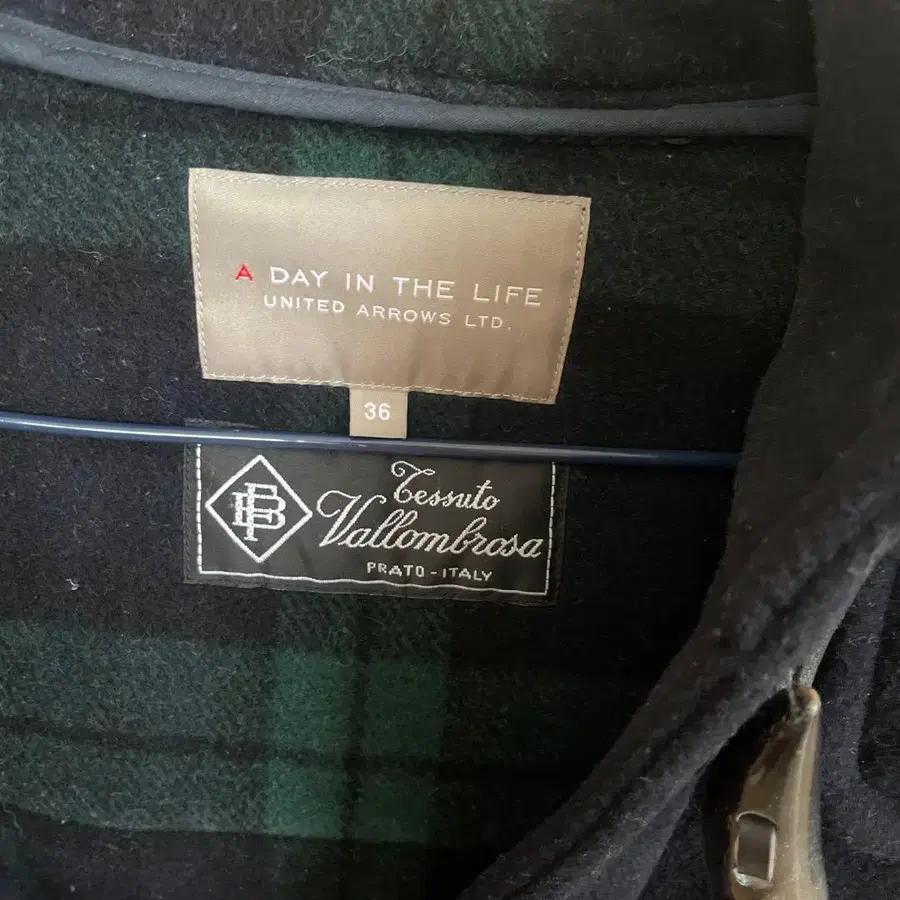 A DAY IN THE LIFE
UNITED ARROWS LTD.
36
Tessuto
Vallombrosa
PRATO - ITALY